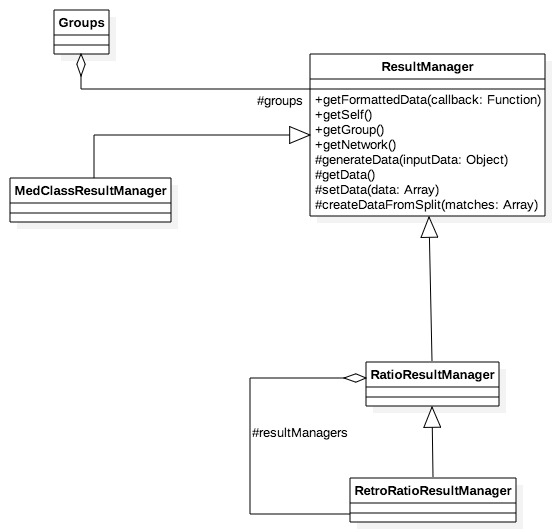 Groups
ResultManager
#groups
+getFormattedData(callback: Function)
+getSelf()
+getGroup()
+getNetwork()
#generateData(inputData: Object)
#getData()
#setData(data: Array)
#createDataFromSplit(matches: Array)
MedClassResultManager
RatioResultManager
#resultManagers
RetroRatioResultManager